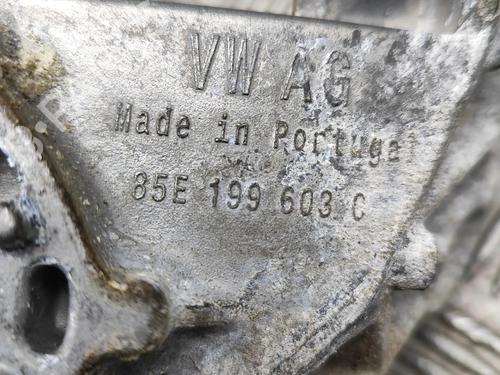 VW AG
Made in Portugal
85E 199 603 C